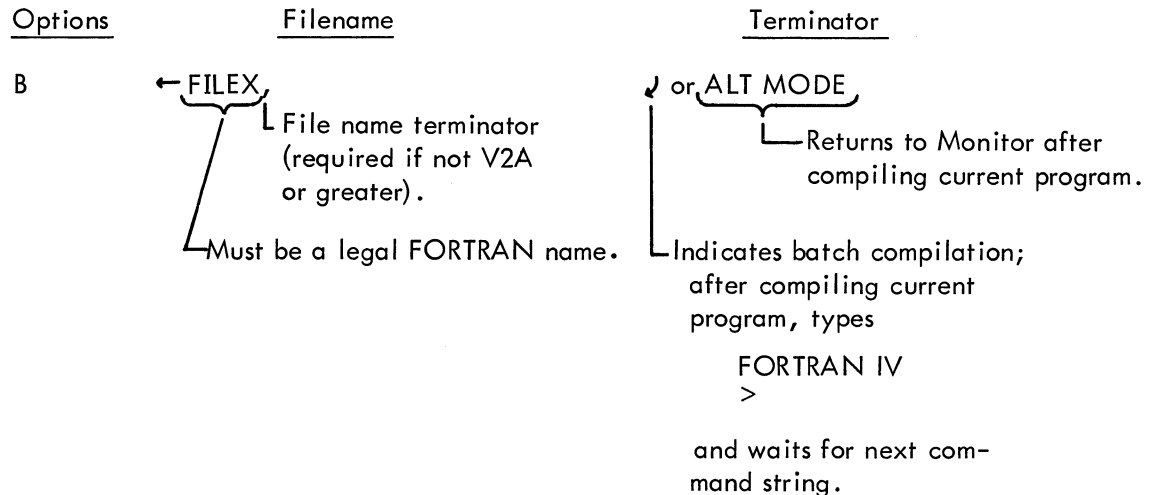 Options Filename Terminator
B ← FILEX, ↲ or ALT MODE
File name terminator
(required if not V2A
or greater).
Returns to Monitor after
compiling current program.
Must be a legal FORTRAN name.
Indicates batch compilation;
after compiling current
program, types
FORTRAN IV
>
and waits for next com-
mand string.